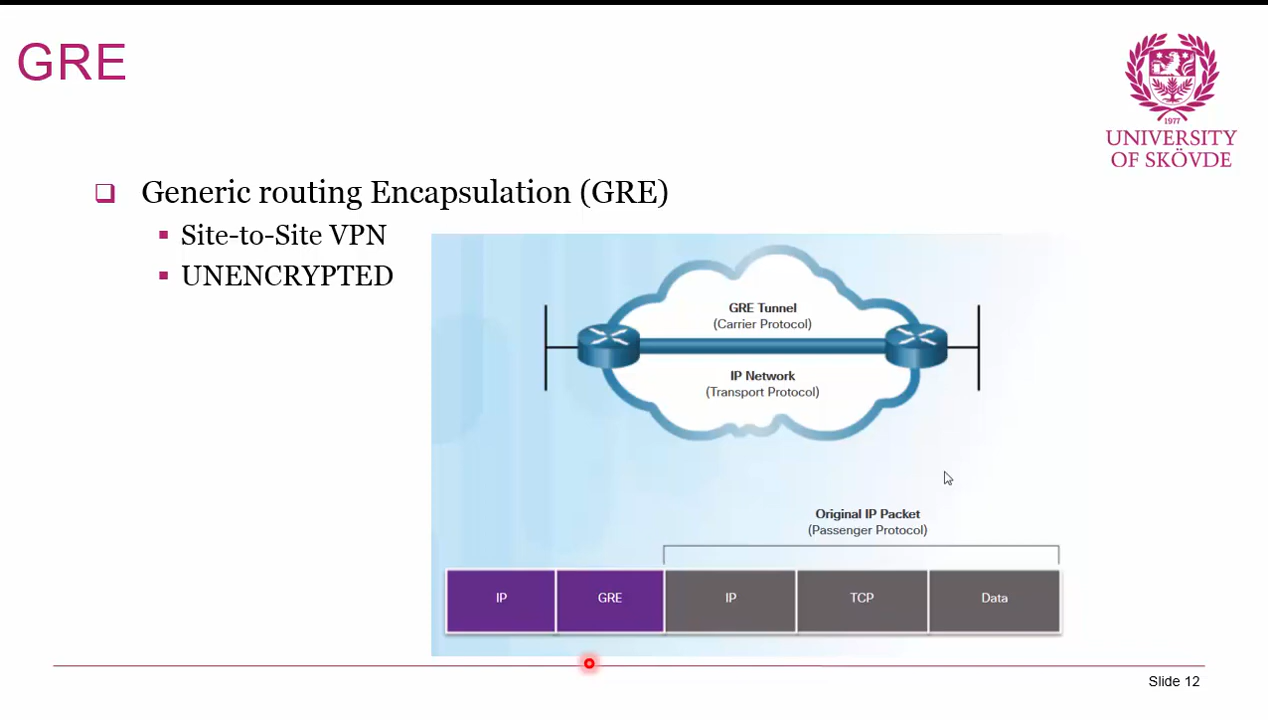 GRE
1977
UNIVERSITY
OF SKÖVDE
Generic routing Encapsulation (GRE)
Site-to-Site VPN
UNENCRYPTED
GRE Tunnel
(Carrier Protocol)
IP Network
(Transport Protocol)
Original IP Packet
(Passenger Protocol)
IP GRE IP TCP Data
Slide 12